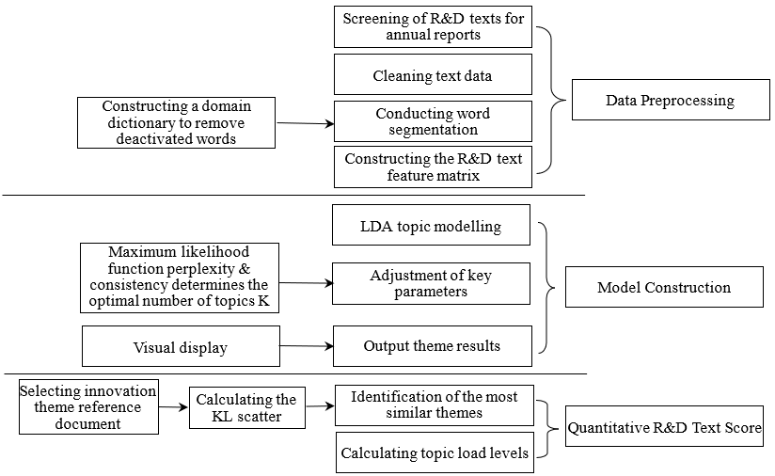 Screening of R&D texts for
annual reports
Cleaning text data
Constructing a domain
dictionary to remove
deactivated words
Conducting word
segmentation
Constructing the R&D text
feature matrix
Data Preprocessing
LDA topic modelling
Maximum likelihood
function perplexity &
consistency determines the
optimal number of topics K
Adjustment of key
parameters
Visual display
Output theme results
Model Construction
Selecting innovation
theme reference
document
Calculating the
KL scatter
Identification of the most
similar themes
Calculating topic load levels
Quantitative R&D Text Score